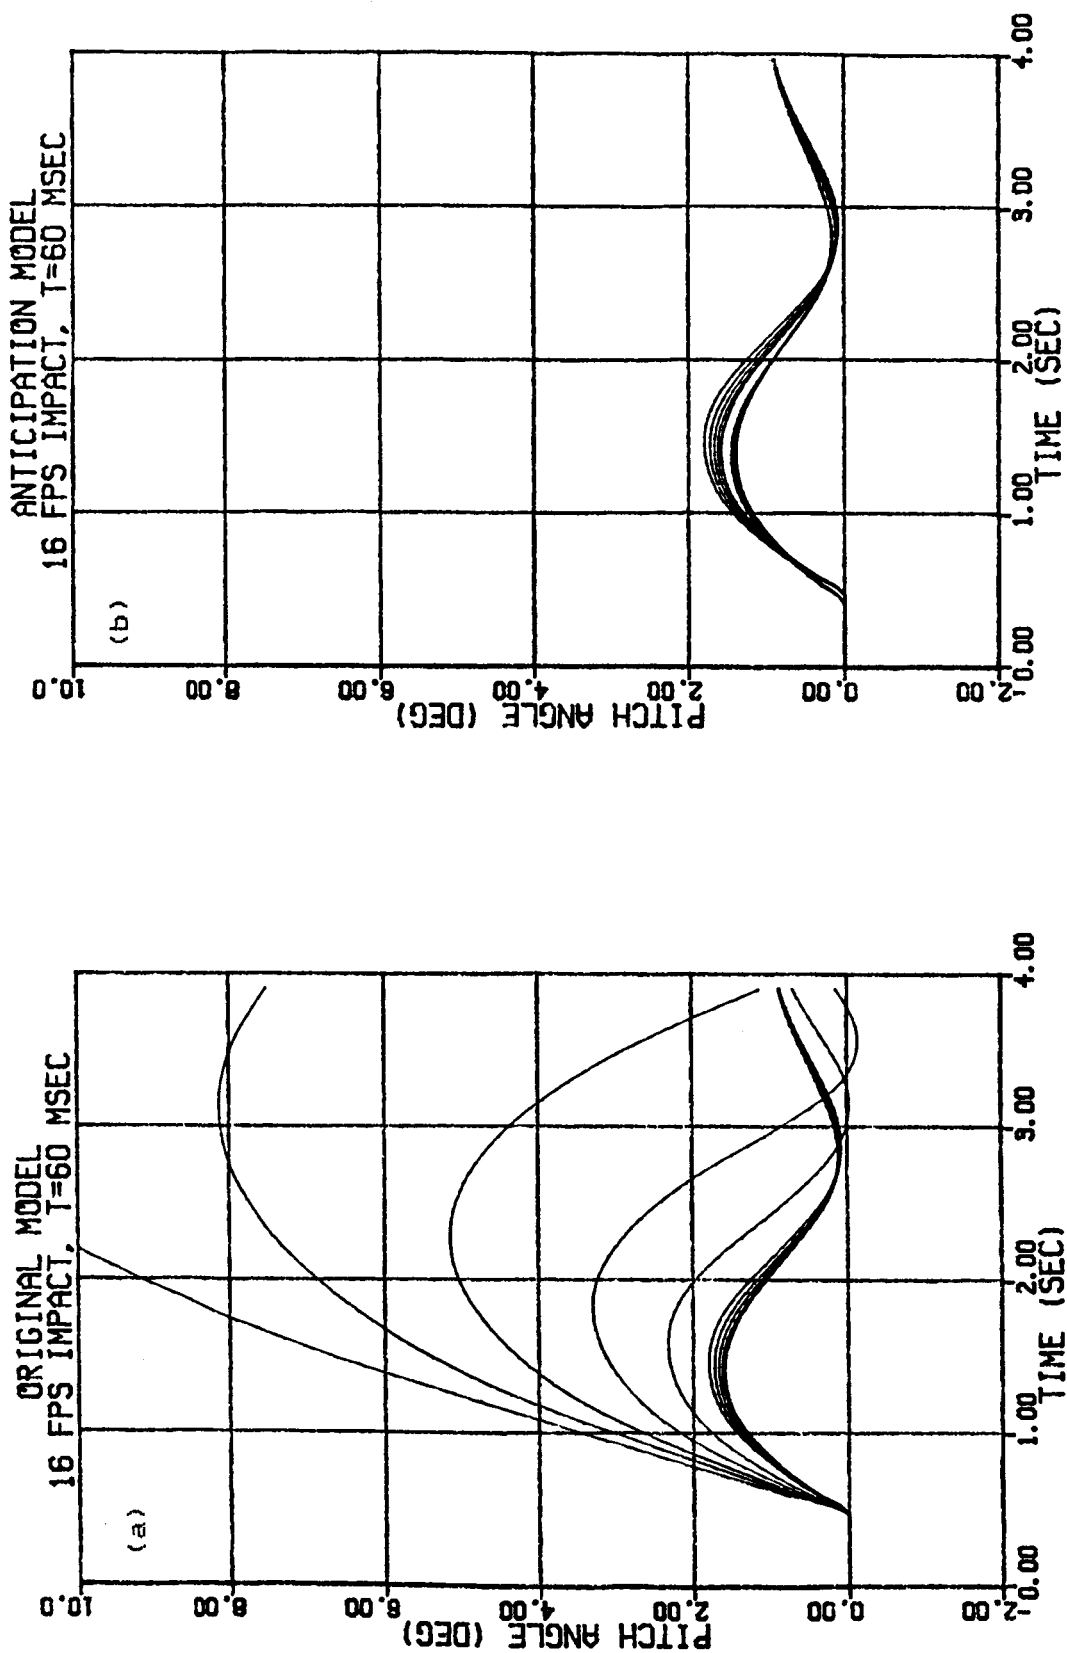 ORIGINAL MODEL
16 FPS IMPACT, T=60 MSEC
(a)
10.0
8.00
6.00
4.00
2.00
0.00
-2.00
PITCH ANGLE (DEG)
0.00
1.00
2.00
3.00
4.00
TIME (SEC)
ANTICIPATION MODEL
16 FPS IMPACT, T=60 MSEC
(b)
10.0
8.00
6.00
4.00
2.00
0.00
-2.00
PITCH ANGLE (DEG)
0.00
1.00
2.00
3.00
4.00
TIME (SEC)